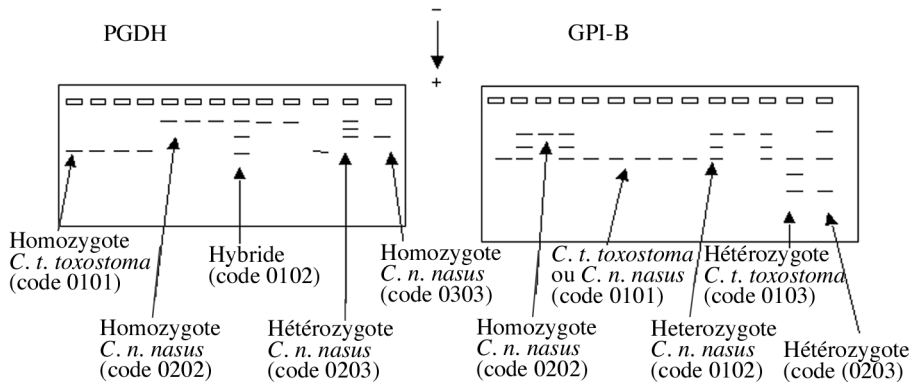 PGDH
−
+
GPI-B
Homozygote
C. t. toxostoma
(code 0101)
Hybride
(code 0102)
Homozygote
C. n. nasus
(code 0303)
Homozygote
C. n. nasus
(code 0202)
Hétérozygote
C. n. nasus
(code 0203)
C. t. toxostoma
ou C. n. nasus
(code 0101)
Hétérozygote
C. t. toxostoma
(code 0103)
Homozygote
C. n. nasus
(code 0202)
Heterozygote
C. n. nasus
(code 0102)
Hétérozygote
(code (0203)